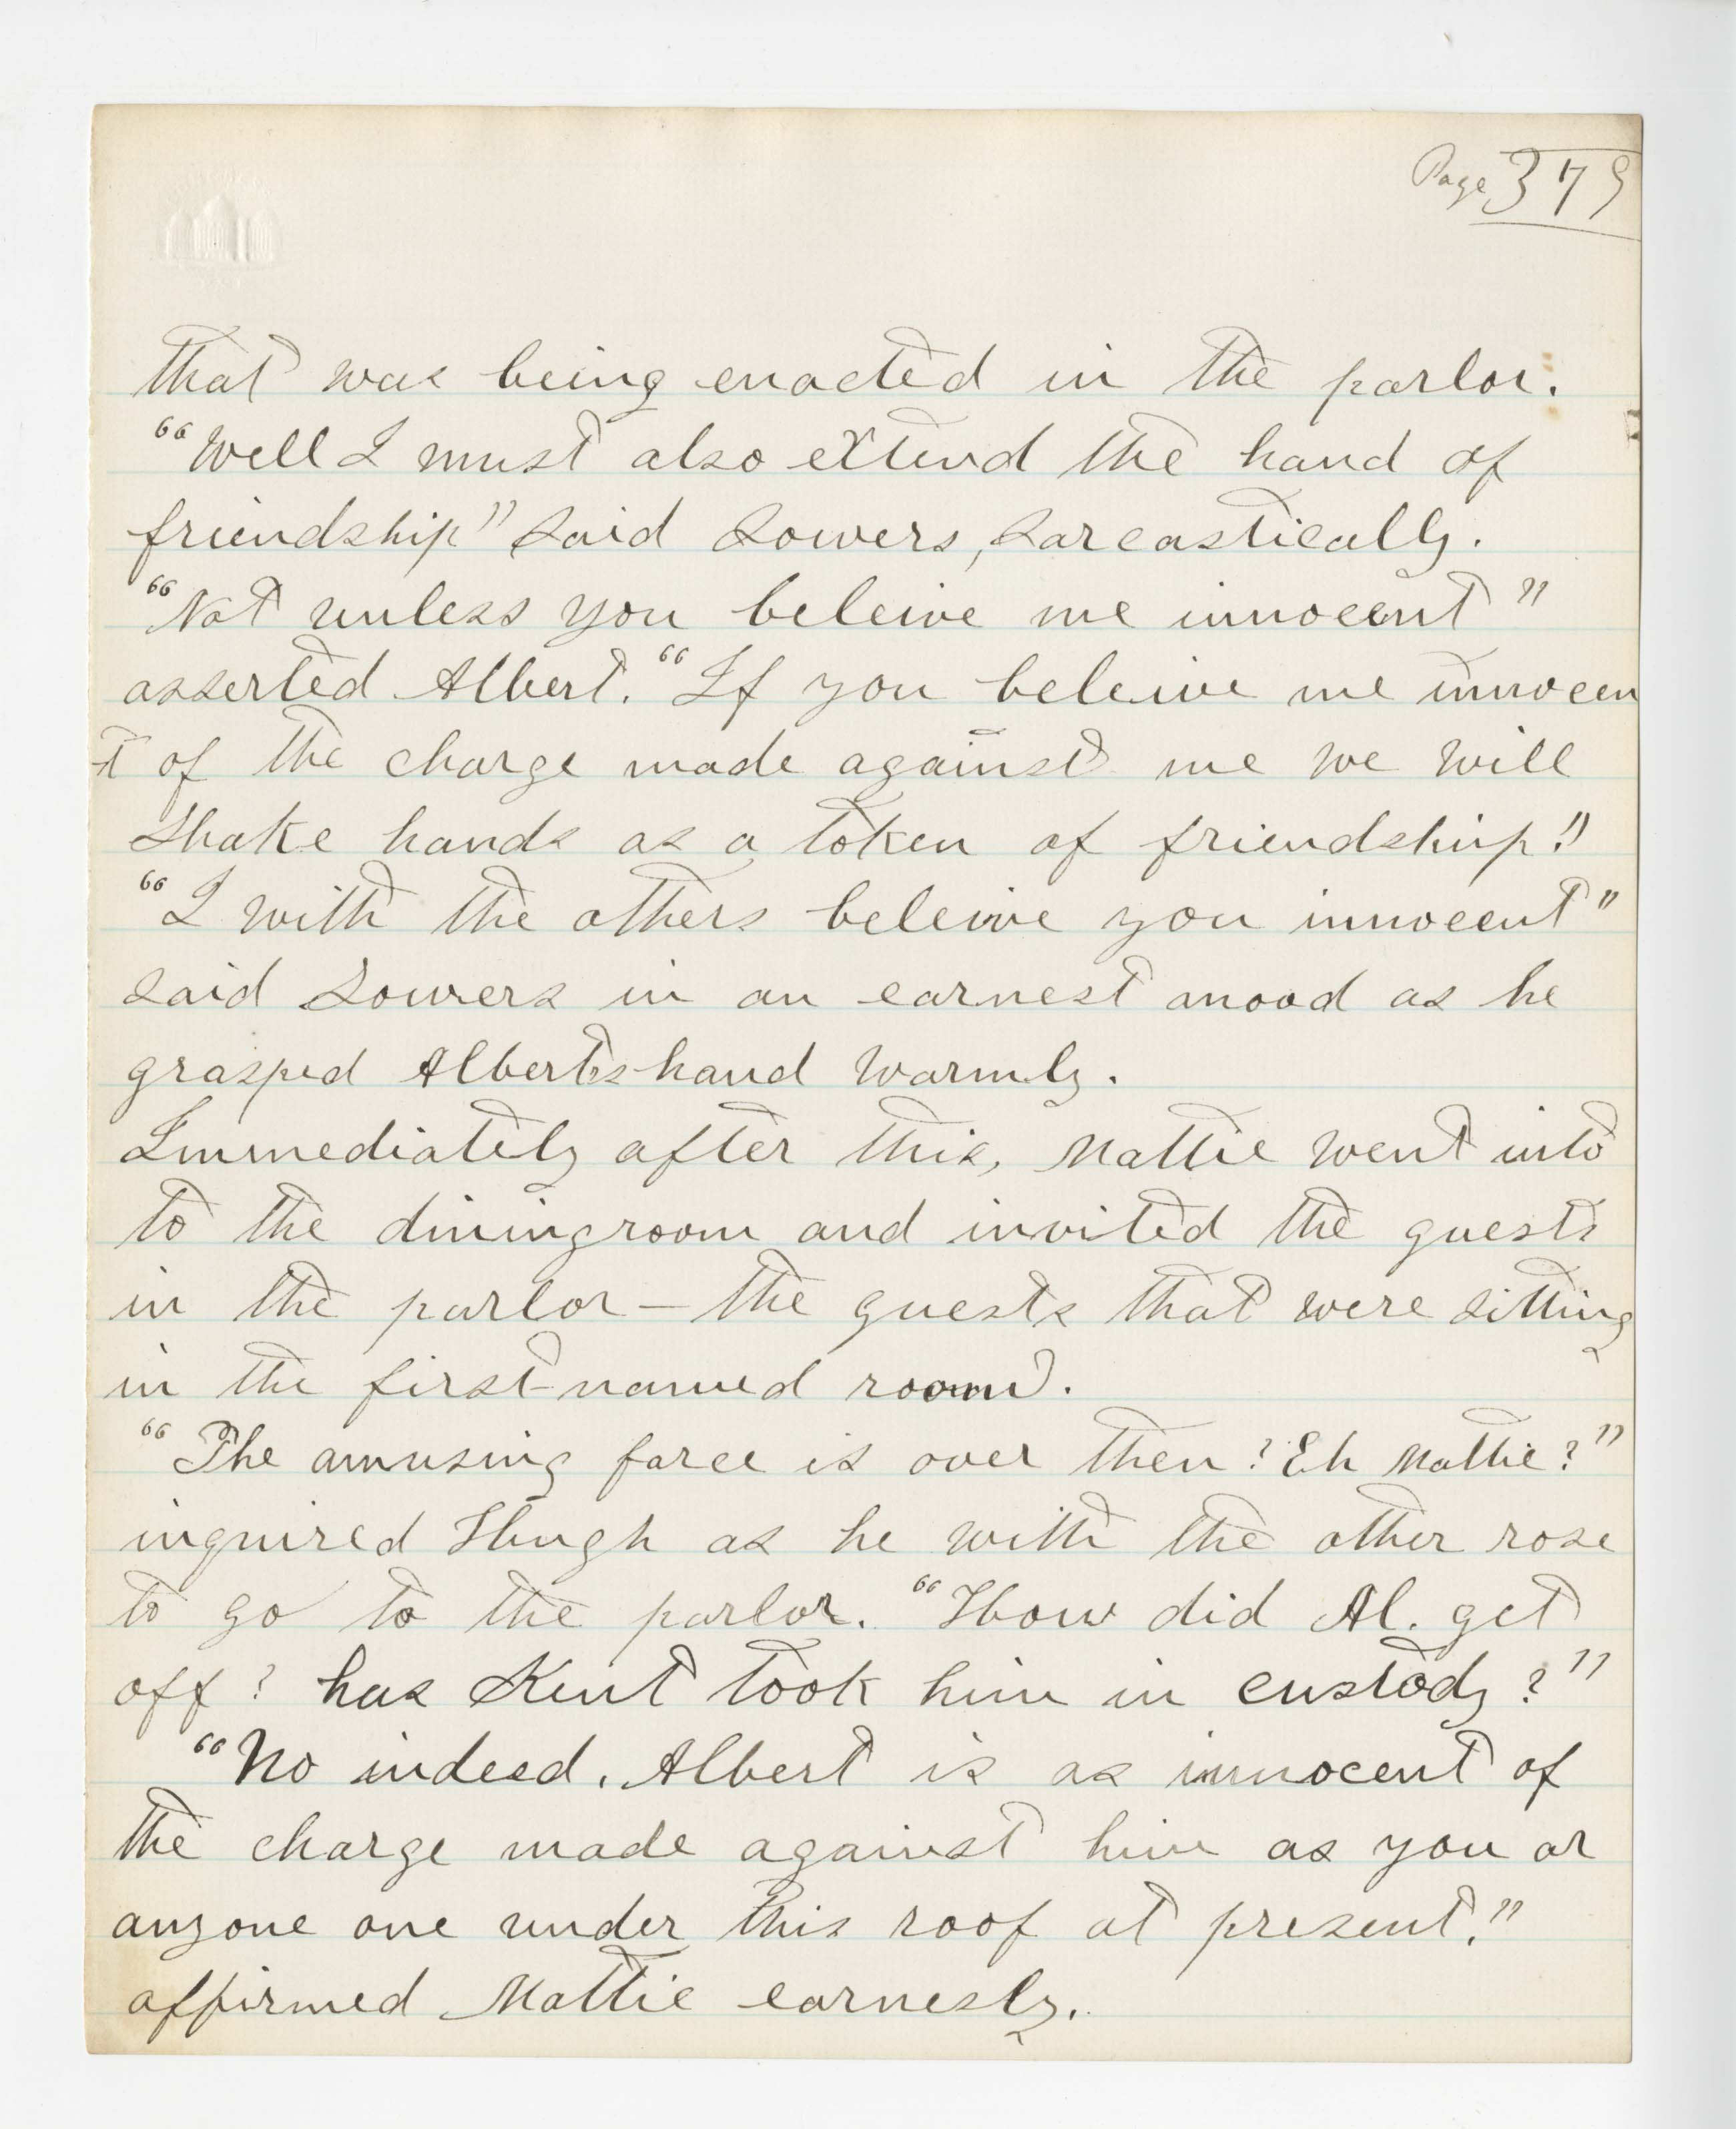 Page 379
that was being enacted in the parlor.
"Well I must also extend the hand of
friendship" said Sowers, sarcastically.
"Not unless you beleive me innocent"
asserted Albert. "If you beleive me innocen
-t of the charge made against me we will
shake hands as a token of friendship."
"I with the others beleive you innocent"
said Sowers in an earnest mood as he
grasped Albert's hand warmly.
Immediately after this, Mattie went into
to the diningroom and invited the guests
in the parlor — the guests that were sitting
in the first-named room.
"The amusing farce is over then? Eh Mattie?"
inquired Hugh as he with the other rose
to go to the parlor. "How did Al. get
off? has Kent took him in custody?"
"No indeed. Albert is as innocent of
the charge made against him as you or
anyone one under this roof at present."
affirmed Mattie earnesly.